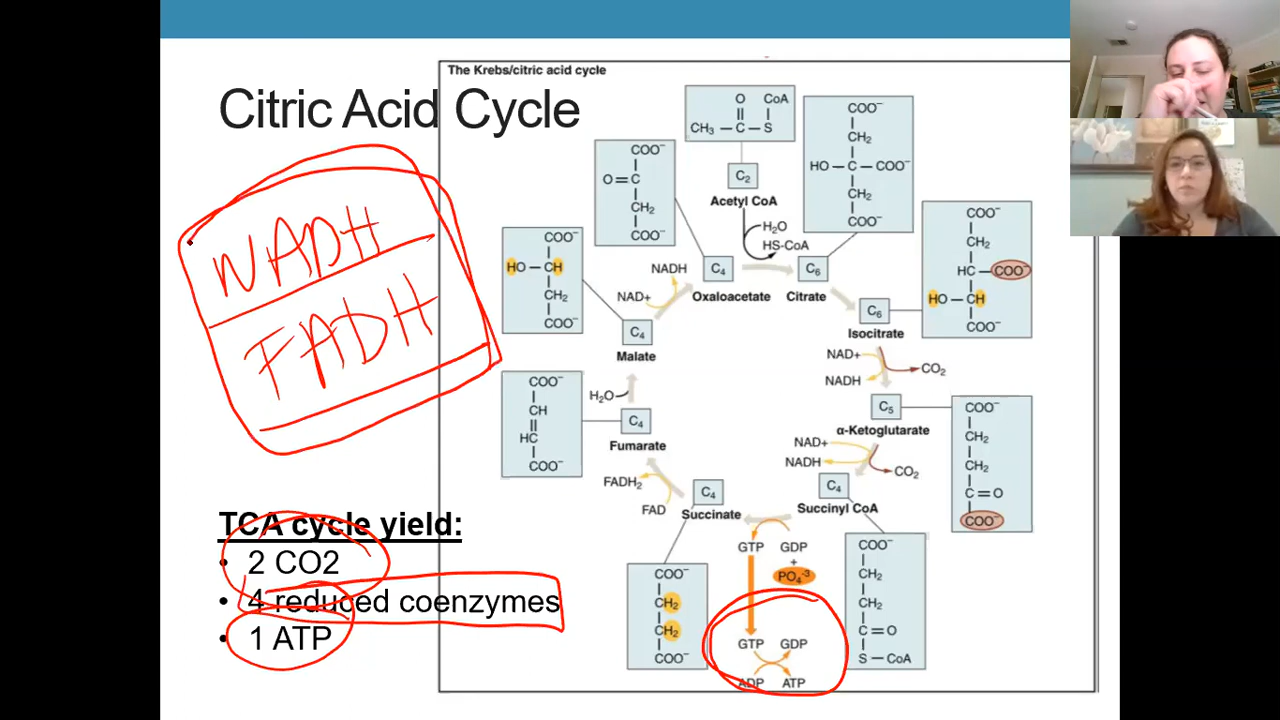 The Krebs/citric acid cycle
Citric Acid Cycle
NADH
FADH
TCA cycle yield:
• 2 CO2
• 4 reduced coenzymes
• 1 ATP
O CoA
CH₃ — C — S
C₂
Acetyl CoA
H₂O
HS-CoA
COO⁻
CH₂
HO — C — COO⁻
CH₂
COO⁻
C₆
Citrate
COO⁻
CH₂
HC — COO⁻
HO — CH
COO⁻
C₆
Isocitrate
NAD+
NADH
CO₂
C₅
α-Ketoglutarate
COO⁻
CH₂
CH₂
C = O
COO⁻
NAD+
NADH
CO₂
C₄
Succinyl CoA
COO⁻
CH₂
CH₂
C = O
S — CoA
GTP GDP
+
PO₄⁻³
GTP GDP
ADP ATP
C₄
Succinate
COO⁻
CH₂
CH₂
COO⁻
FADH₂
FAD
C₄
Fumarate
COO⁻
CH
HC
COO⁻
H₂O
C₄
Malate
COO⁻
HO — CH
CH₂
COO⁻
NADH
NAD+
C₄
Oxaloacetate
COO⁻
O = C
CH₂
COO⁻